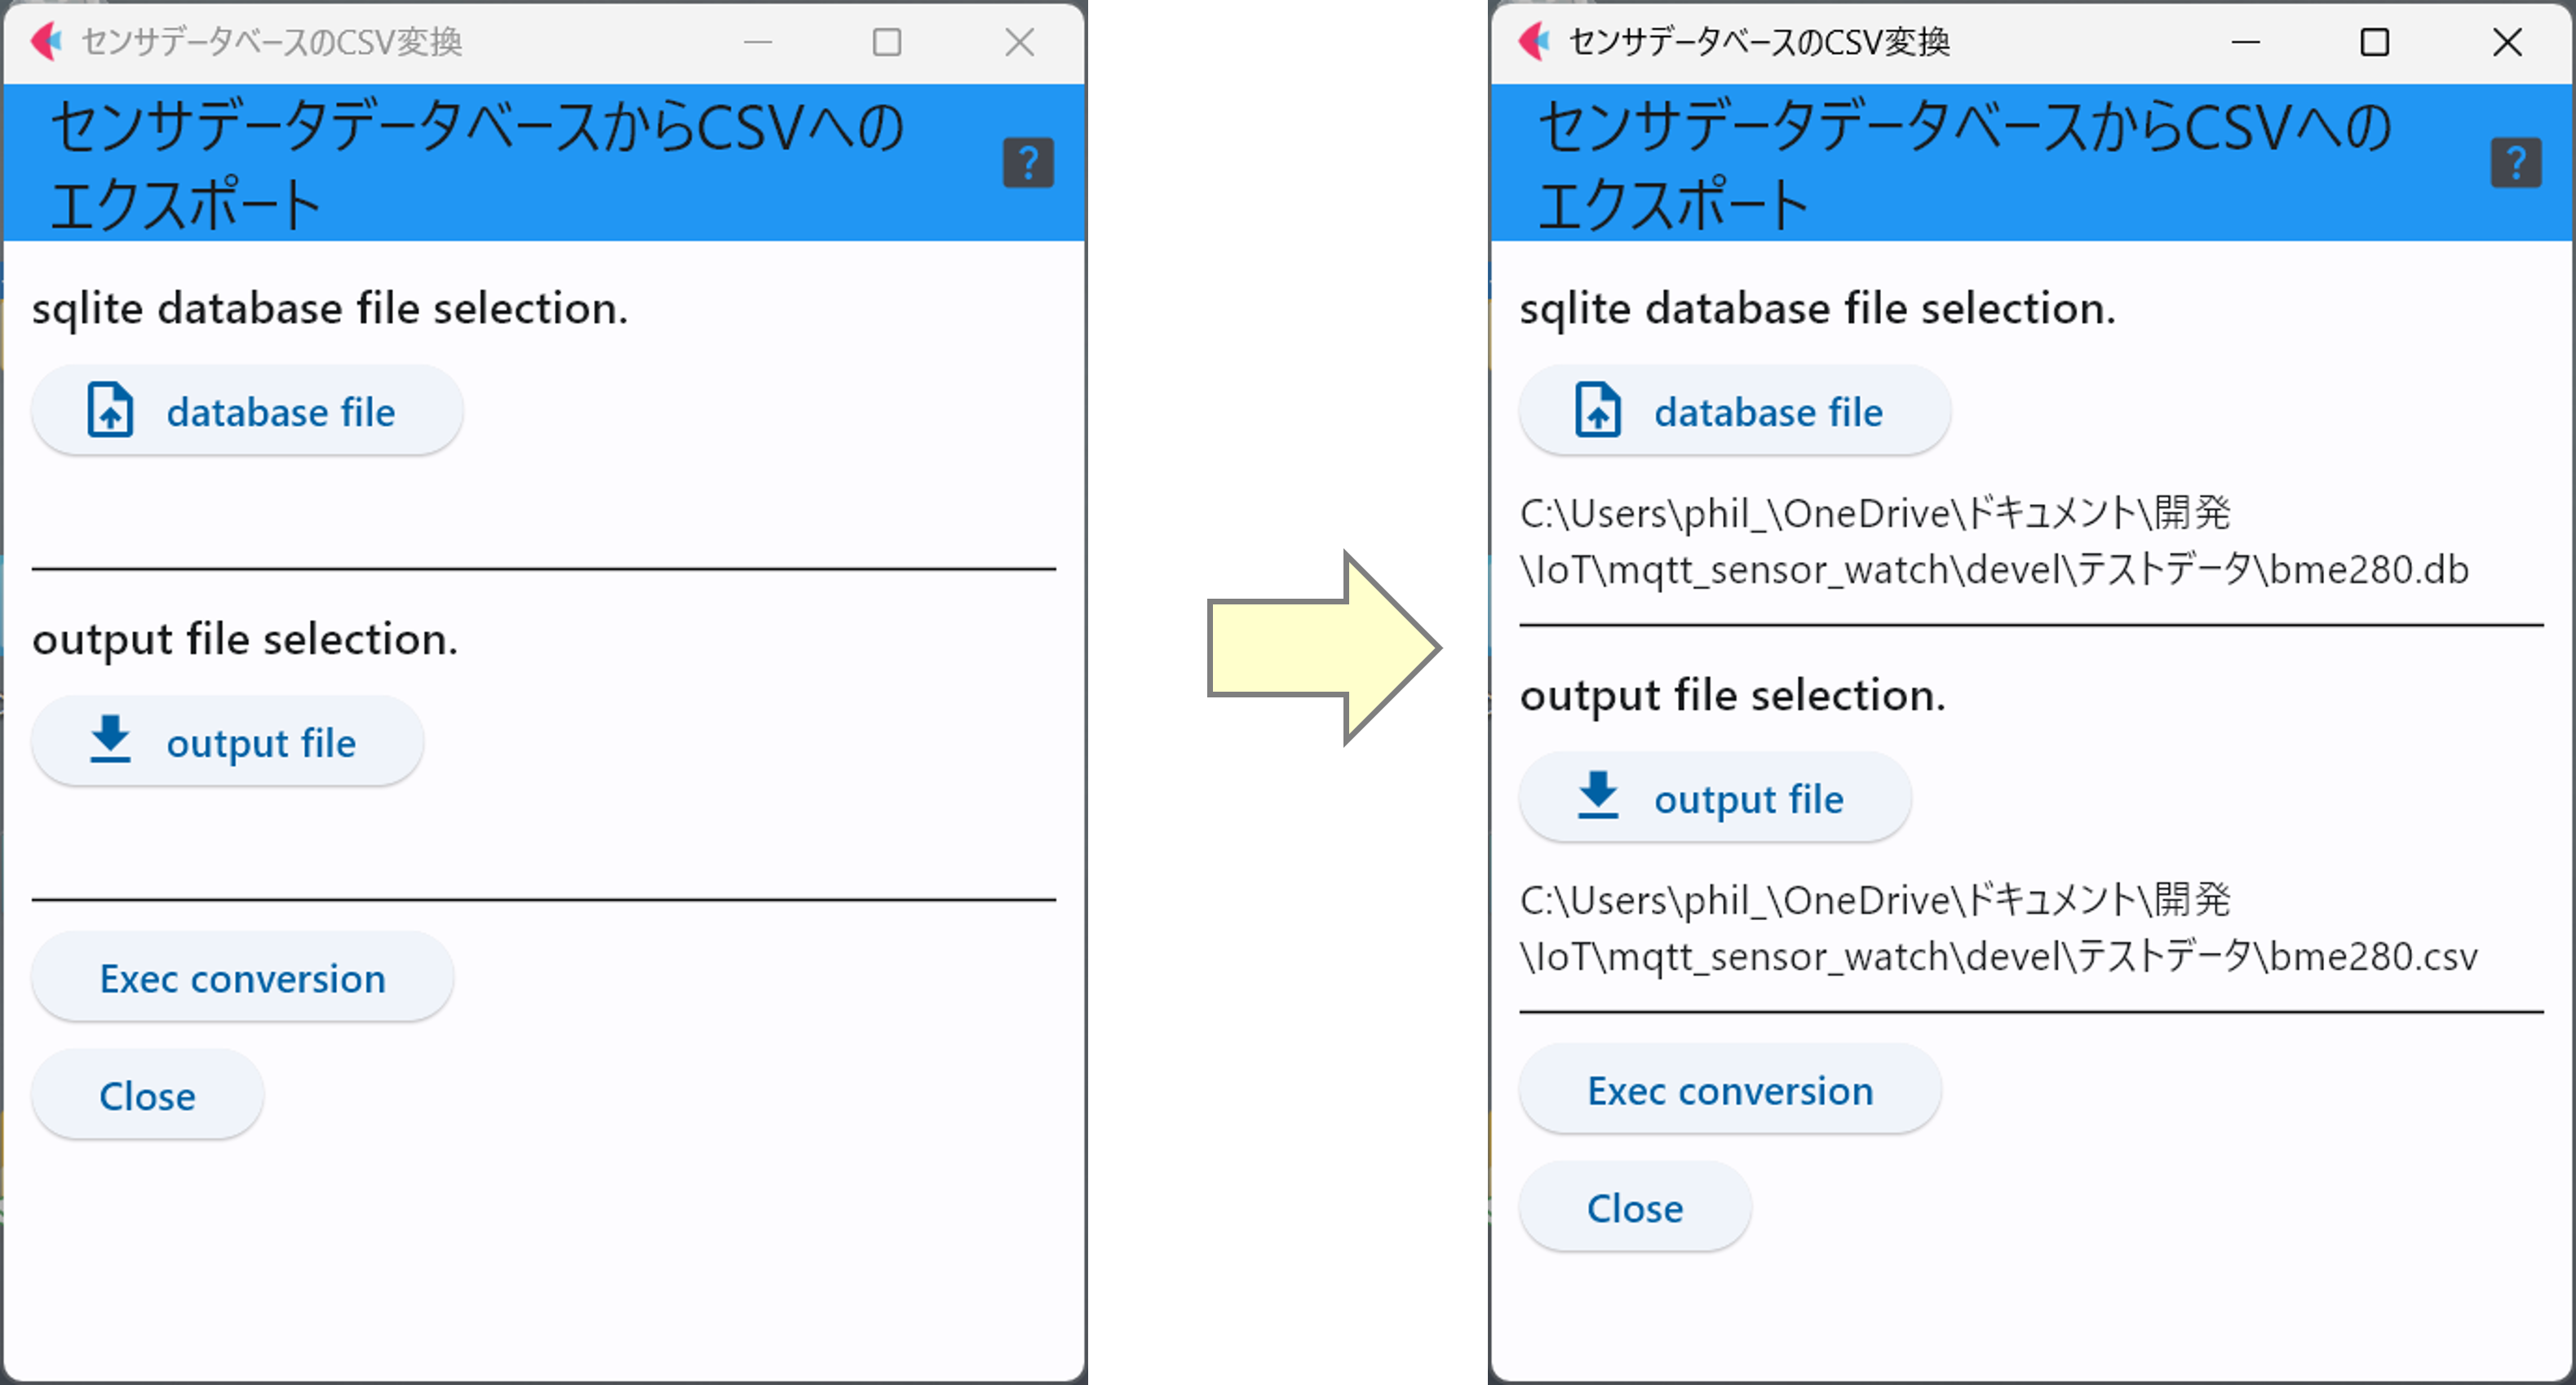 センサデータベースのCSV変換
センサデータデータベースからCSVへの
エクスポート
?
sqlite database file selection.
database file
output file selection.
output file
Exec conversion
Close
センサデータベースのCSV変換
センサデータデータベースからCSVへの
エクスポート
?
sqlite database file selection.
database file
C:\Users\phil_\OneDrive\ドキュメント\開発
\IoT\mqtt_sensor_watch\devel\テストデータ\bme280.db
output file selection.
output file
C:\Users\phil_\OneDrive\ドキュメント\開発
\IoT\mqtt_sensor_watch\devel\テストデータ\bme280.csv
Exec conversion
Close